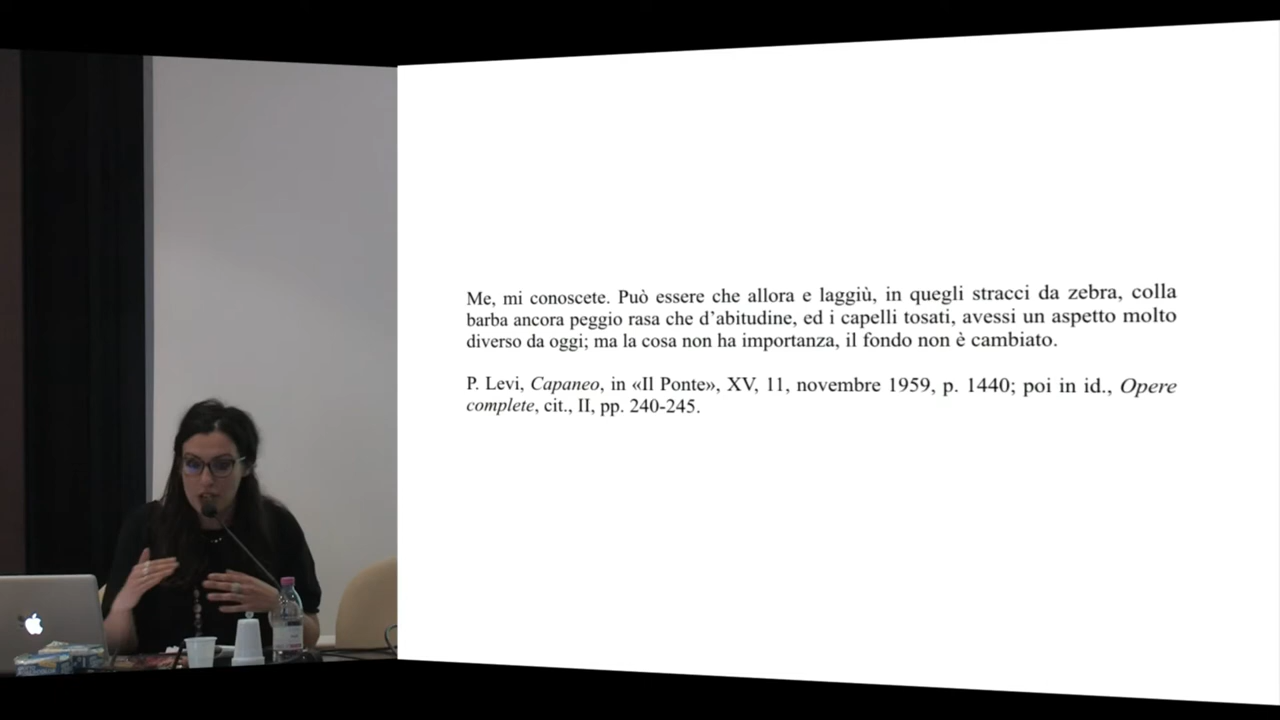 Me, mi conoscete. Può essere che allora e laggiù, in quegli stracci da zebra, colla
barba ancora peggio rasa che d’abitudine, ed i capelli tosati, avessi un aspetto molto
diverso da oggi; ma la cosa non ha importanza, il fondo non è cambiato.
P. Levi, Capaneo, in «Il Ponte», XV, 11, novembre 1959, p. 1440; poi in id., Opere
complete, cit., II, pp. 240-245.